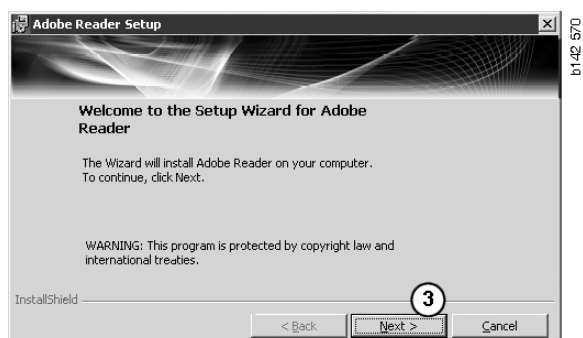 Adobe Reader Setup
b142 570
Welcome to the Setup Wizard for Adobe
Reader
The Wizard will install Adobe Reader on your computer.
To continue, click Next.
WARNING: This program is protected by copyright law and
international treaties.
InstallShield
3
< Back
Next >
Cancel